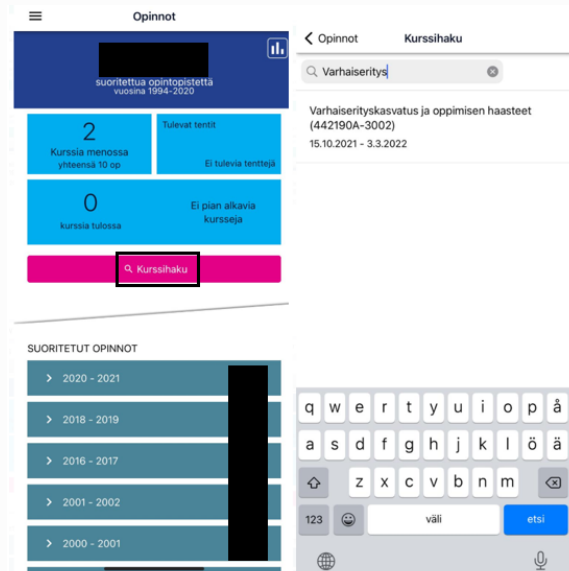 Opinnot
suoritettua opintopistettä
vuosina 1994-2020
2
Kurssia menossa
yhteensä 10 op
Tulevat tentit
Ei tulevia tenttejä
0
kurssia tulossa
Ei pian alkavia
kursseja
Kurssihaku
SUORITETUT OPINNOT
2020 - 2021
2018 - 2019
2016 - 2017
2001 - 2002
2000 - 2001
Opinnot
Kurssihaku
Varhaiseritys
Varhaiserityskasvatus ja oppimisen haasteet
(442190A-3002)
15.10.2021 - 3.3.2022
q w e r t y u i o p å
a s d f g h j k l ö ä
z x c v b n m
123
väli
etsi